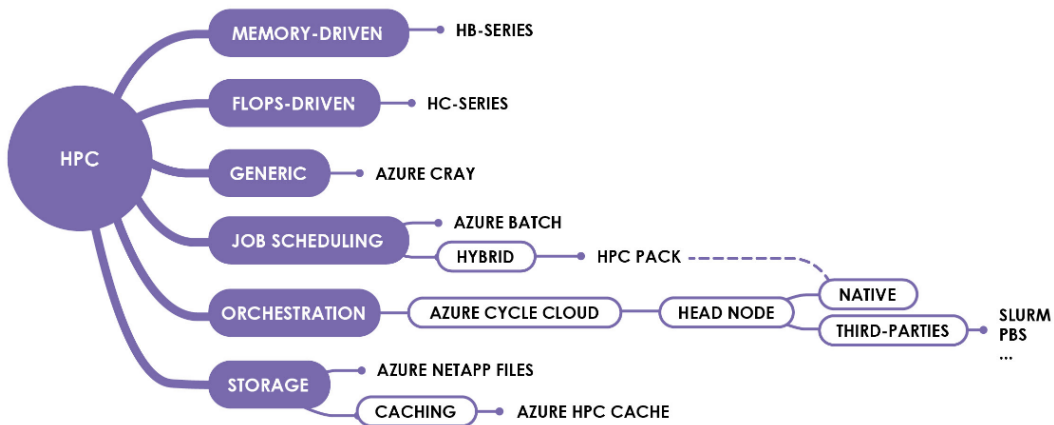 HPC
MEMORY-DRIVEN
HB-SERIES
FLOPS-DRIVEN
HC-SERIES
GENERIC
AZURE CRAY
JOB SCHEDULING
AZURE BATCH
HYBRID
HPC PACK
ORCHESTRATION
AZURE CYCLE CLOUD
HEAD NODE
NATIVE
THIRD-PARTIES
SLURM
PBS
...
STORAGE
AZURE NETAPP FILES
CACHING
AZURE HPC CACHE